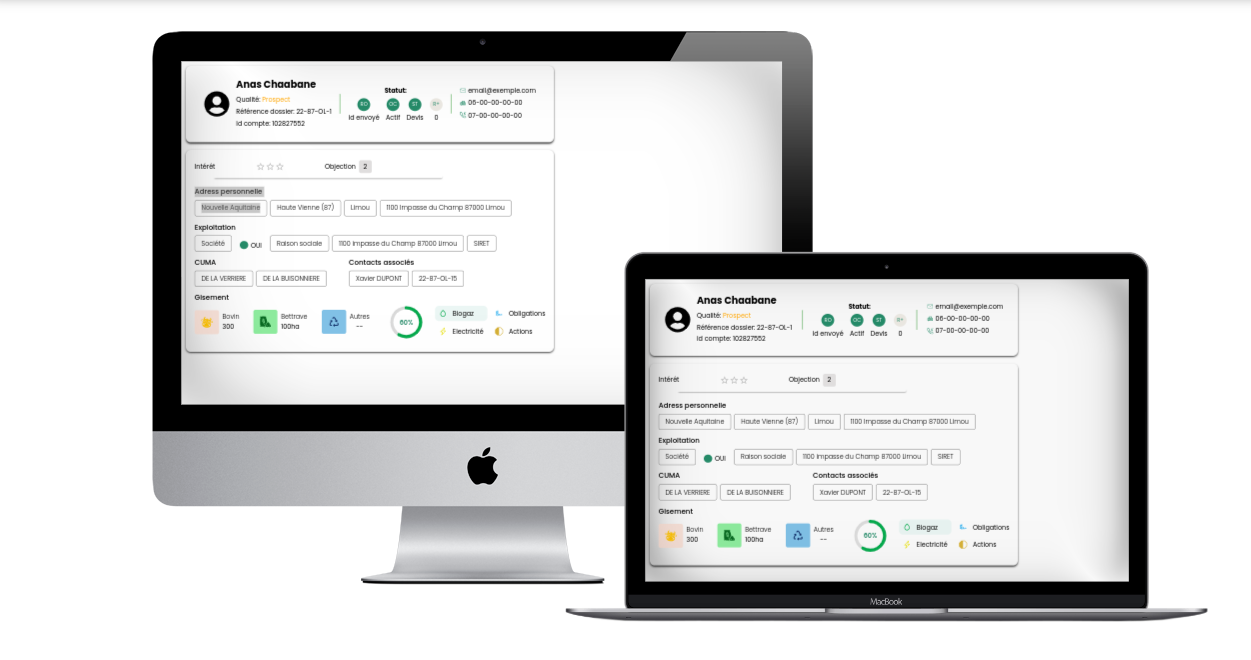 Anas Chaabane
Qualité: Prospect
Référence dossier: 22-87-OL-1
Id compte: 102827552
Statut:
RO OC ST R+
Id envoyé Actif Devis 0
email@exemple.com
06-00-00-00-00
07-00-00-00-00
Intérêt Objection 2
Adress personnelle
Nouvelle Aquitaine Haute Vienne (87) Limou 1100 Impasse du Champ 87000 Limou
Exploitation
Société OUI Raison sociale 1100 Impasse du Champ 87000 Limou SIRET
CUMA Contacts associés
DE LA VERRIERE DE LA BUISONNIERE Xavier DUPONT 22-87-OL-15
Gisement
Bovin 300
Bettrave 100ha
Autres --
60%
Biogaz Obligations
Electricité Actions
Anas Chaabane
Qualité: Prospect
Référence dossier: 22-87-OL-1
Id compte: 102827552
Statut:
RO OC ST R+
Id envoyé Actif Devis 0
email@exemple.com
06-00-00-00-00
07-00-00-00-00
Intérêt Objection 2
Adress personnelle
Nouvelle Aquitaine Haute Vienne (87) Limou 1100 Impasse du Champ 87000 Limou
Exploitation
Société OUI Raison sociale 1100 Impasse du Champ 87000 Limou SIRET
CUMA Contacts associés
DE LA VERRIERE DE LA BUISONNIERE Xavier DUPONT 22-87-OL-15
Gisement
Bovin 300
Bettrave 100ha
Autres --
60%
Biogaz Obligations
Electricité Actions
MacBook